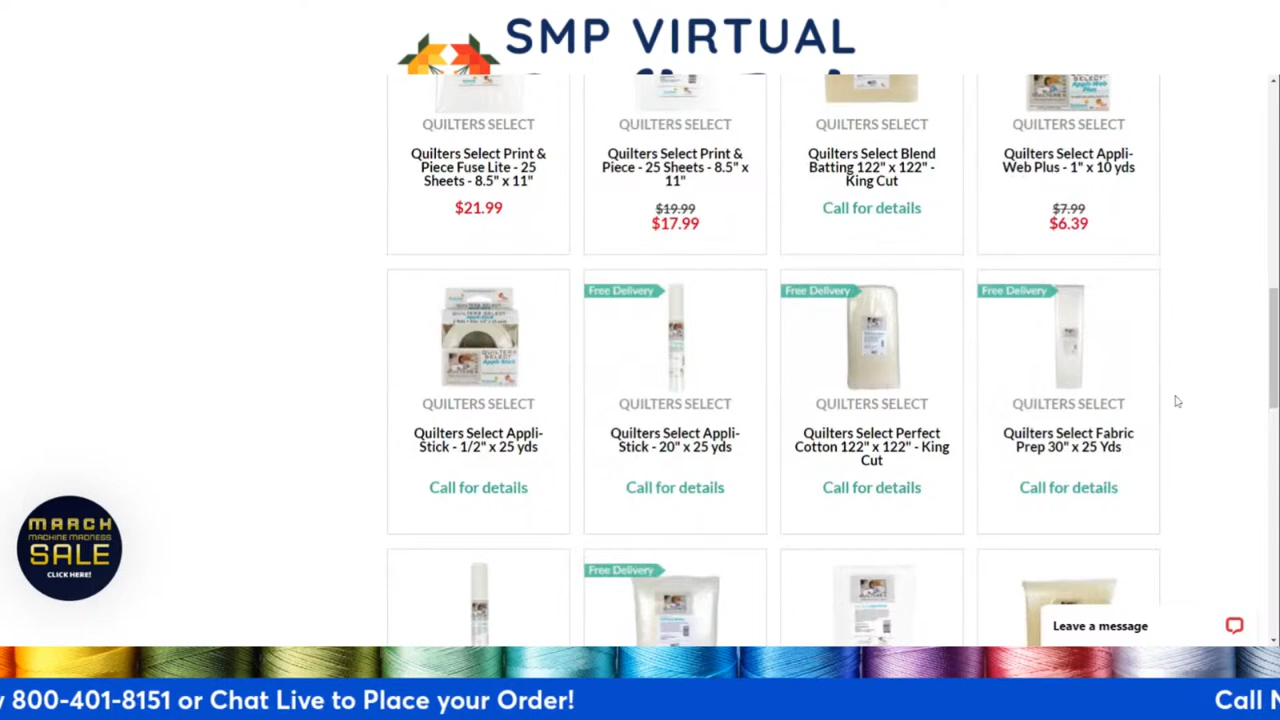 SMP VIRTUAL
QUILTERS SELECT
Quilters Select Print &
Piece Fuse Lite - 25
Sheets - 8.5" x 11"
$21.99
QUILTERS SELECT
Quilters Select Print &
Piece - 25 Sheets - 8.5" x
11"
$19.99
$17.99
QUILTERS SELECT
Quilters Select Blend
Batting 122" x 122" -
King Cut
Call for details
QUILTERS SELECT
Quilters Select Appli-
Web Plus - 1" x 10 yds
$7.99
$6.39
QUILTERS SELECT
Quilters Select Appli-
Stick - 1/2" x 25 yds
Call for details
Free Delivery
QUILTERS SELECT
Quilters Select Appli-
Stick - 20" x 25 yds
Call for details
Free Delivery
QUILTERS SELECT
Quilters Select Perfect
Cotton 122" x 122" - King
Cut
Call for details
Free Delivery
QUILTERS SELECT
Quilters Select Fabric
Prep 30" x 25 Yds
Call for details
Free Delivery
MARCH
MACHINE MADNESS
SALE
CLICK HERE!
Leave a message
800-401-8151 or Chat Live to Place your Order!
Call